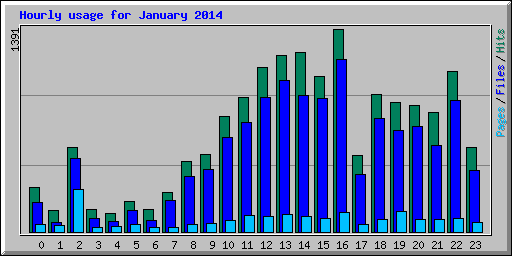 Hourly usage for January 2014
1391
Pages/Files/Hits
0 1 2 3 4 5 6 7 8 9 10 11 12 13 14 15 16 17 18 19 20 21 22 23